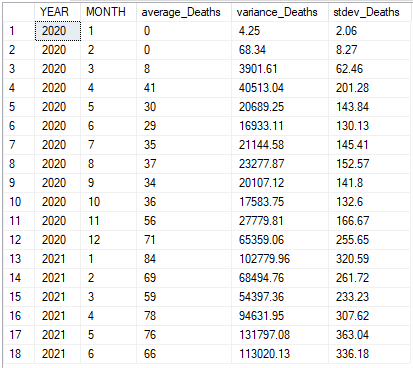 YEAR MONTH average_Deaths variance_Deaths stdev_Deaths
1 2020 1 0 4.25 2.06
2 2020 2 0 68.34 8.27
3 2020 3 8 3901.61 62.46
4 2020 4 41 40513.04 201.28
5 2020 5 30 20689.25 143.84
6 2020 6 29 16933.11 130.13
7 2020 7 35 21144.58 145.41
8 2020 8 37 23277.87 152.57
9 2020 9 34 20107.12 141.8
10 2020 10 36 17583.75 132.6
11 2020 11 56 27779.81 166.67
12 2020 12 71 65359.06 255.65
13 2021 1 84 102779.96 320.59
14 2021 2 69 68494.76 261.72
15 2021 3 59 54397.36 233.23
16 2021 4 78 94631.95 307.62
17 2021 5 76 131797.08 363.04
18 2021 6 66 113020.13 336.18